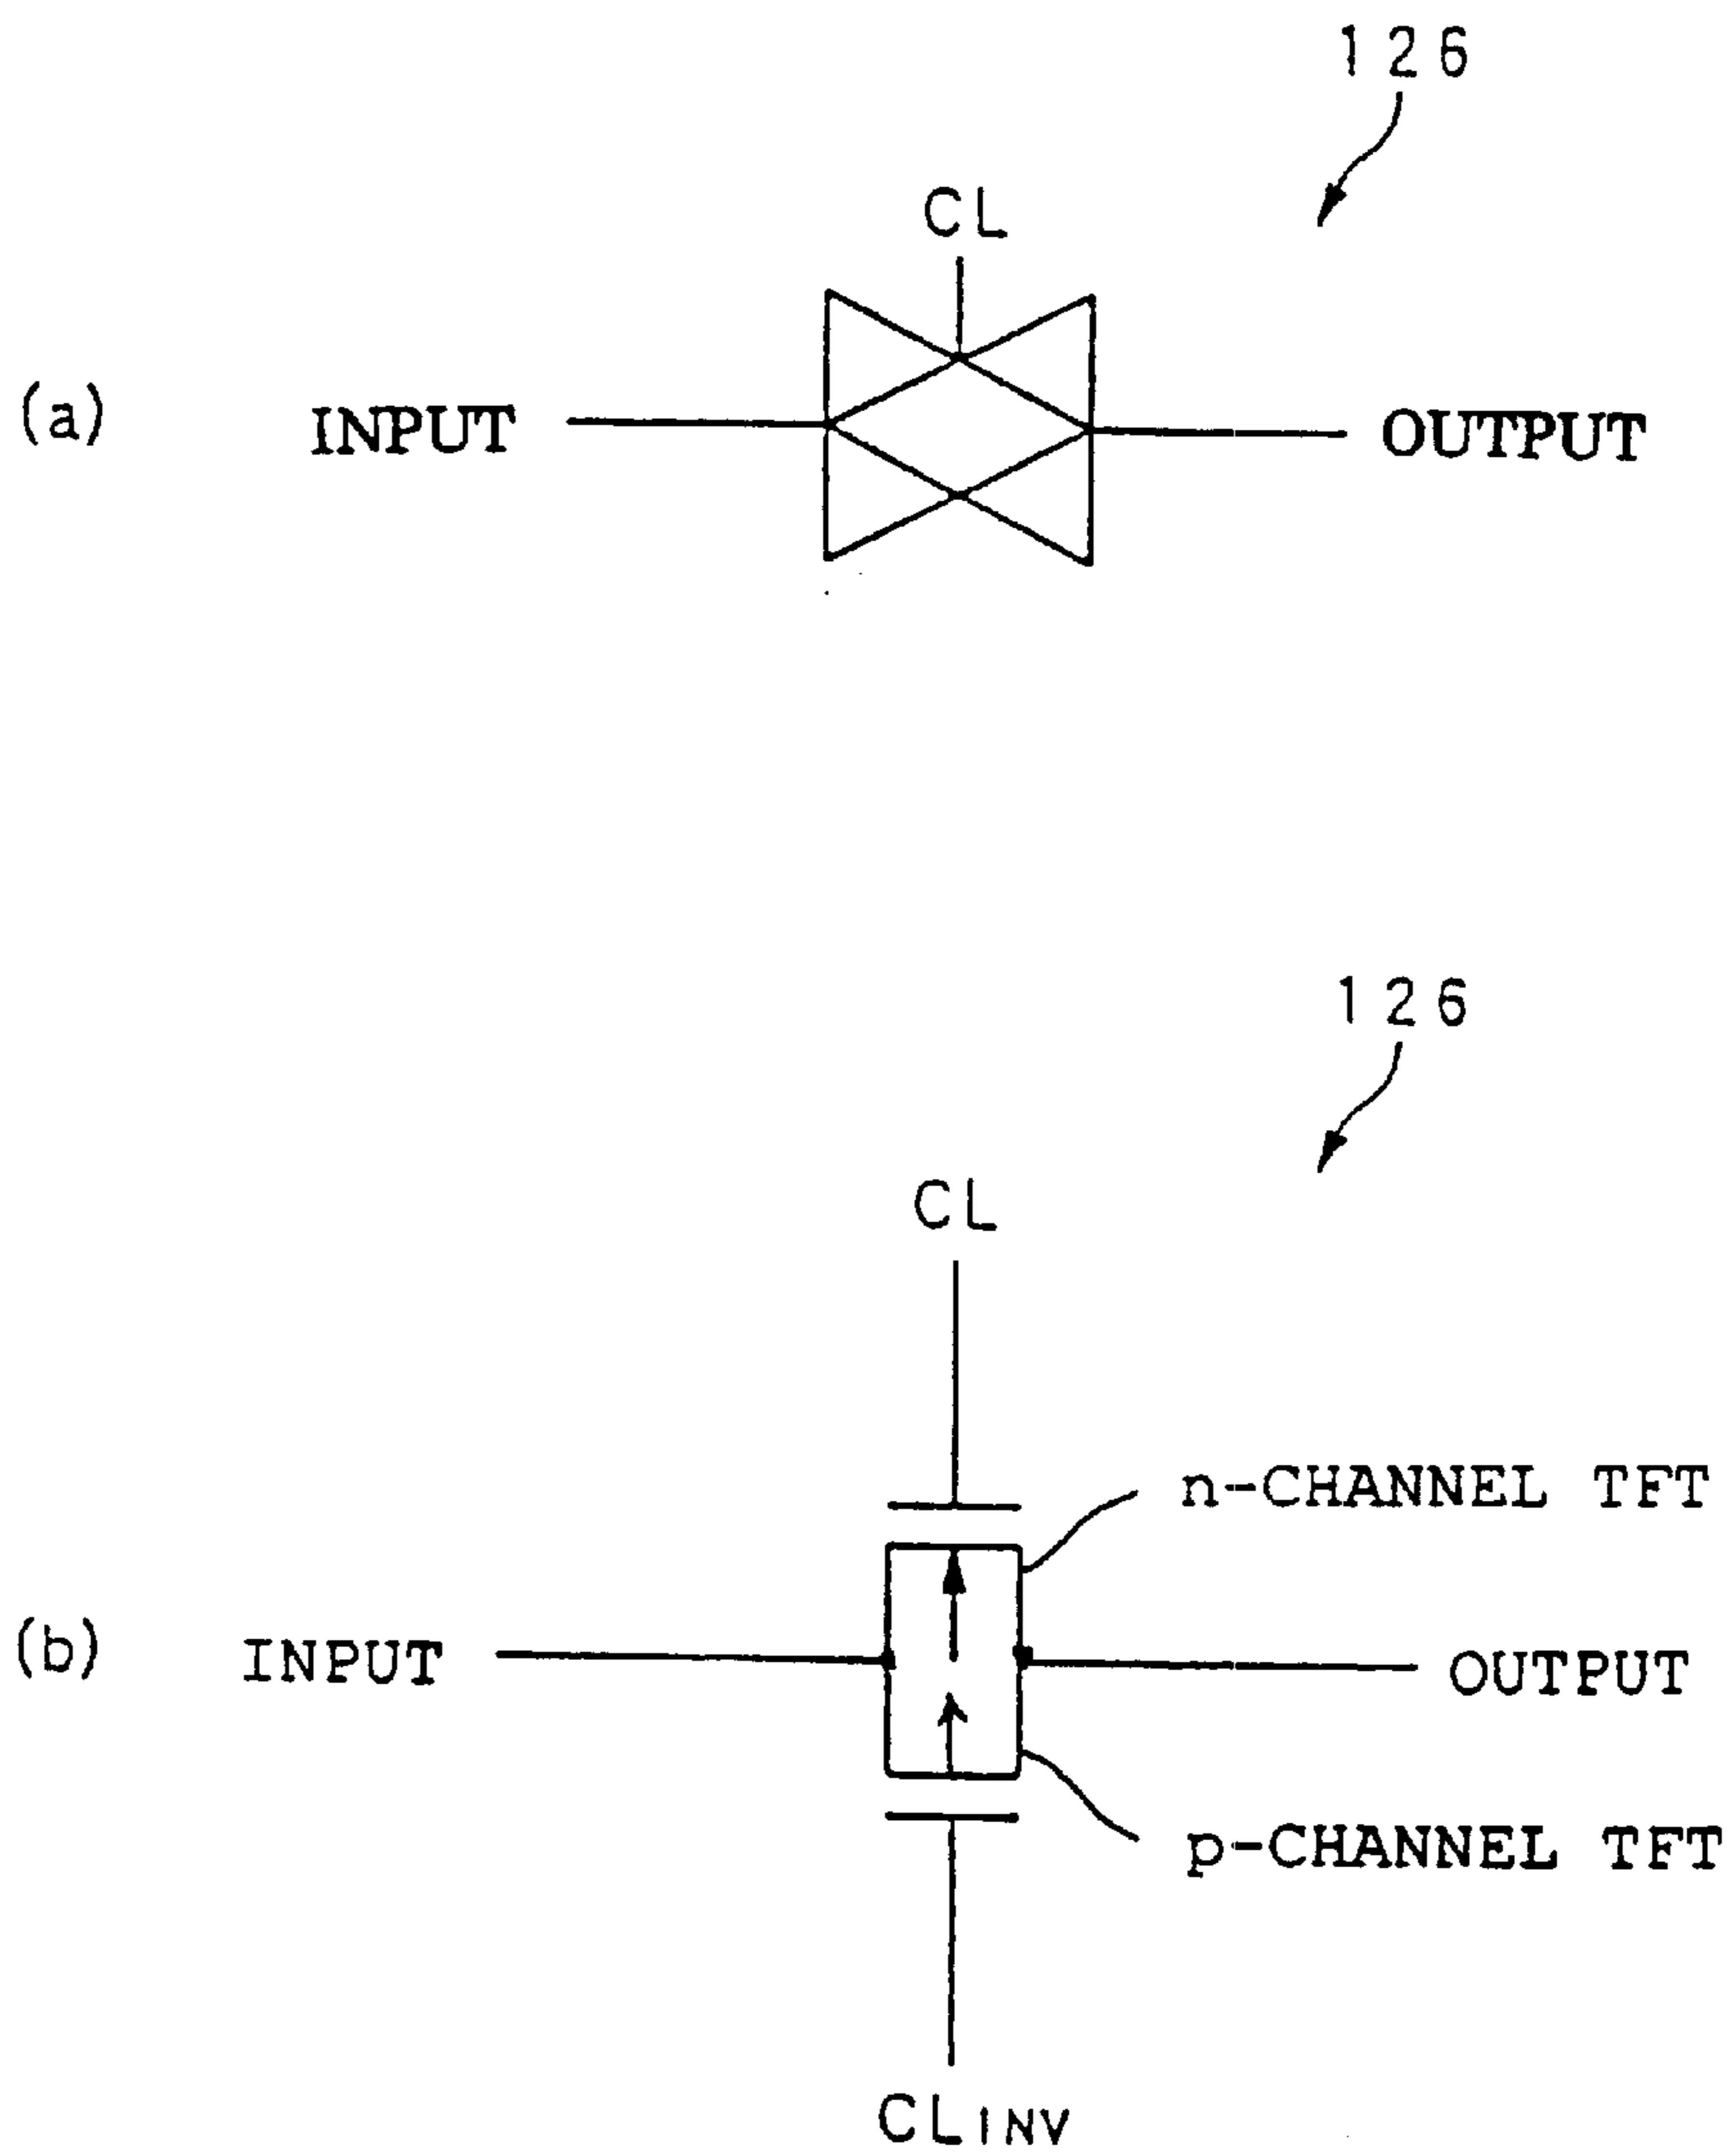 126
CL
(a)
INPUT
OUTPUT
126
CL
n-CHANNEL TFT
(b)
INPUT
OUTPUT
p-CHANNEL TFT
CLINV